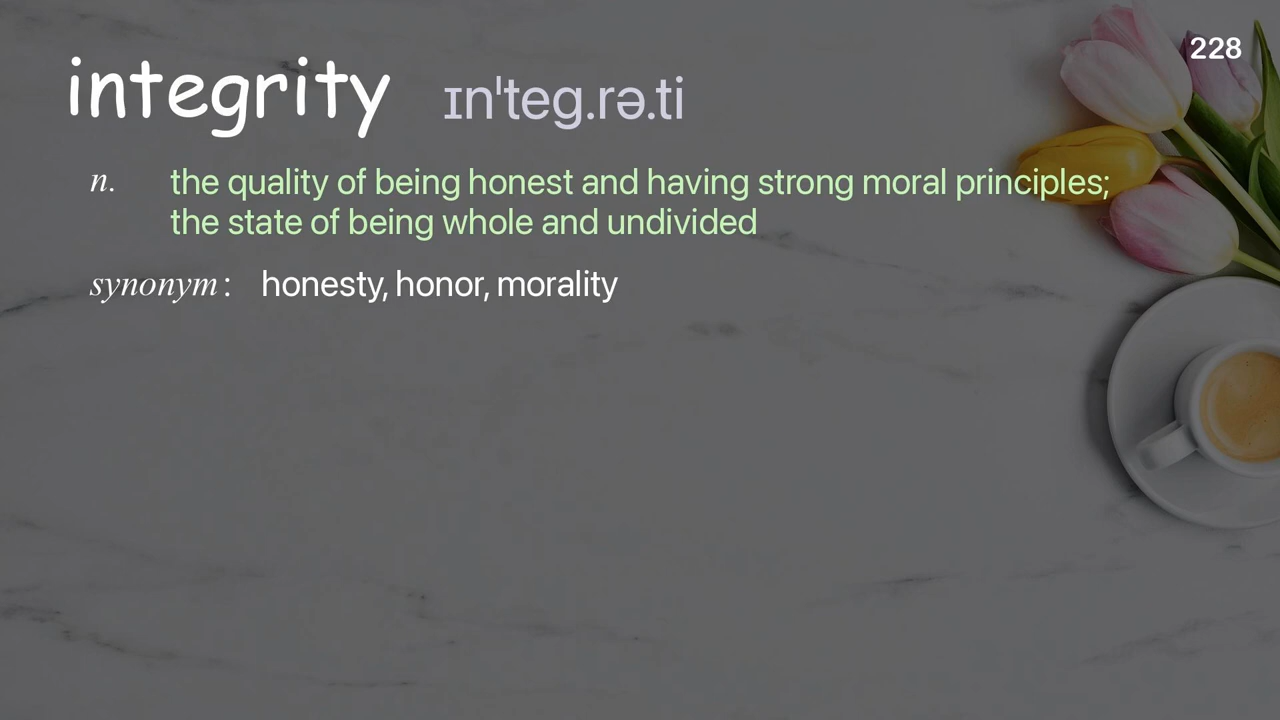 228
integrity ɪnˈteg.rə.ti
n. the quality of being honest and having strong moral principles;
the state of being whole and undivided
synonym : honesty, honor, morality